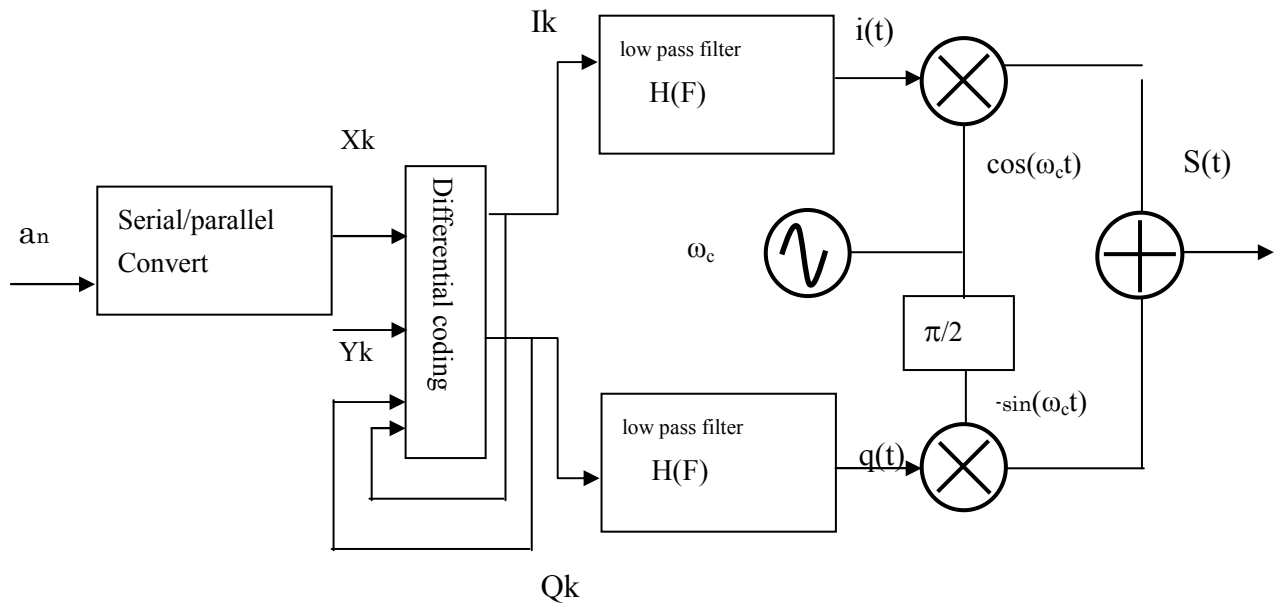 an
Serial/parallel
Convert
Xk
Yk
Differential coding
Ik
Qk
low pass filter
H(F)
low pass filter
H(F)
i(t)
q(t)
cos(ωct)
ωc
π/2
-sin(ωct)
S(t)